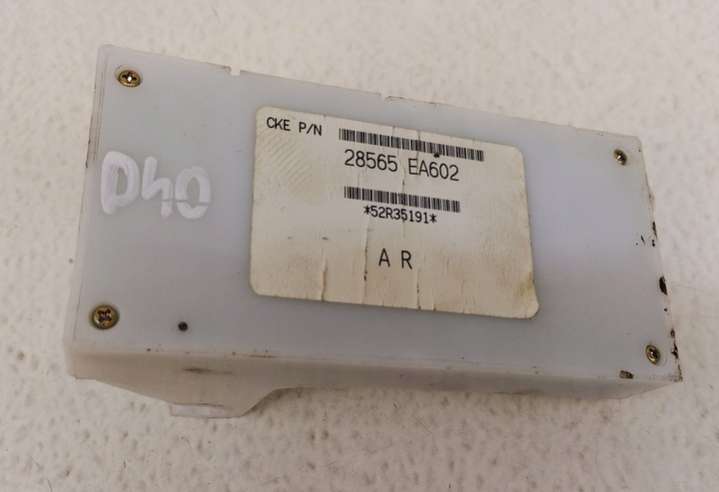 CKE P/N
28565 EA602
*52R35191*
A R
D40